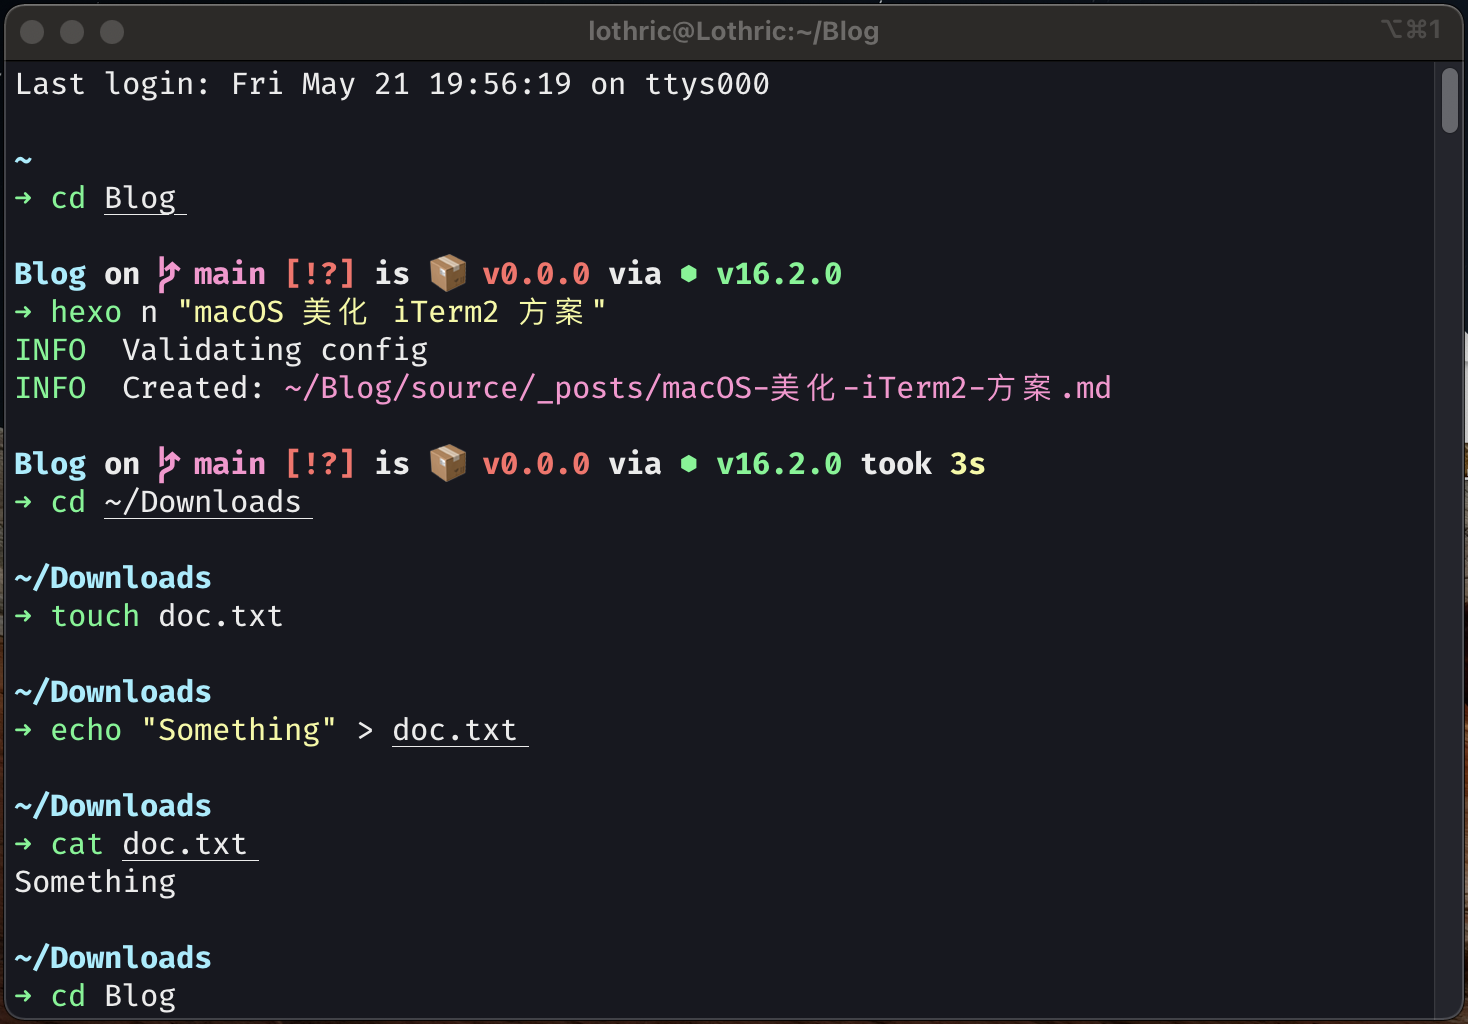 lothric@Lothric:~/Blog
⌥⌘1
Last login: Fri May 21 19:56:19 on ttys000
~
➜ cd Blog
Blog on main [!?] is 📦 v0.0.0 via ⬢ v16.2.0
➜ hexo n "macOS 美化 iTerm2 方案"
INFO  Validating config
INFO  Created: ~/Blog/source/_posts/macOS-美化-iTerm2-方案.md
Blog on main [!?] is 📦 v0.0.0 via ⬢ v16.2.0 took 3s
➜ cd ~/Downloads
~/Downloads
➜ touch doc.txt
~/Downloads
➜ echo "Something" > doc.txt
~/Downloads
➜ cat doc.txt
Something
~/Downloads
➜ cd Blog